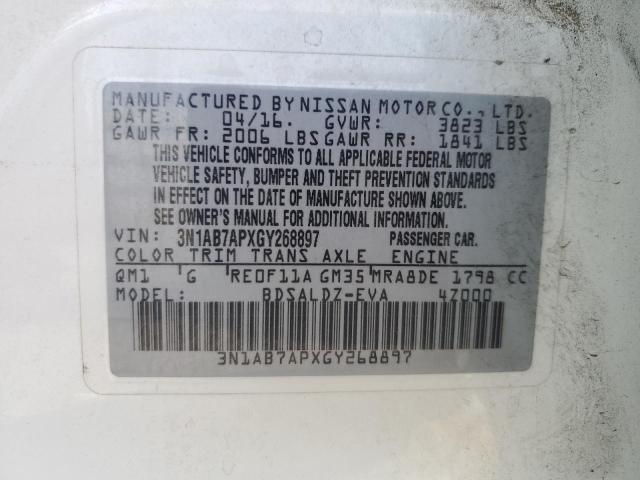 MANUFACTURED BY NISSAN MOTOR CO., LTD.
DATE: 04/16. GVWR: 3823 LBS
GAWR FR: 2006 LBS GAWR RR: 1841 LBS
THIS VEHICLE CONFORMS TO ALL APPLICABLE FEDERAL MOTOR
VEHICLE SAFETY, BUMPER AND THEFT PREVENTION STANDARDS
IN EFFECT ON THE DATE OF MANUFACTURE SHOWN ABOVE.
SEE OWNER'S MANUAL FOR ADDITIONAL INFORMATION.
VIN: 3N1AB7APXGY268897 PASSENGER CAR.
COLOR TRIM TRANS AXLE ENGINE
QM1 'G RE0F11A GM35 MRA8DE 1798 CC
MODEL: BDSALDZ-EVA 4Z000
3N1AB7APXGY268897